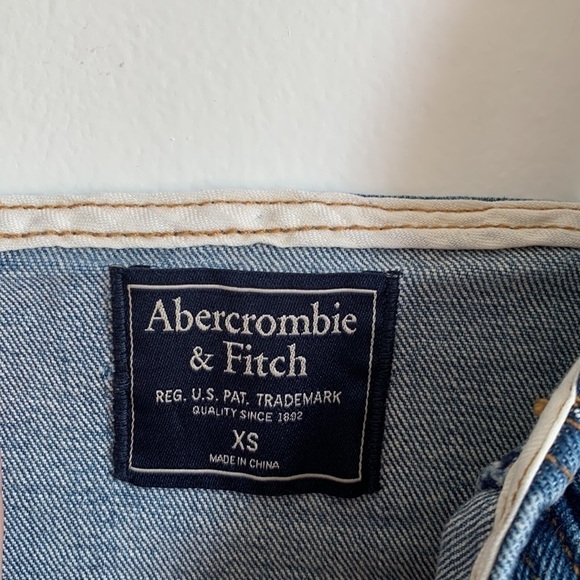 Abercrombie
& Fitch
REG. U.S. PAT. TRADEMARK
QUALITY SINCE 1892
XS
MADE IN CHINA